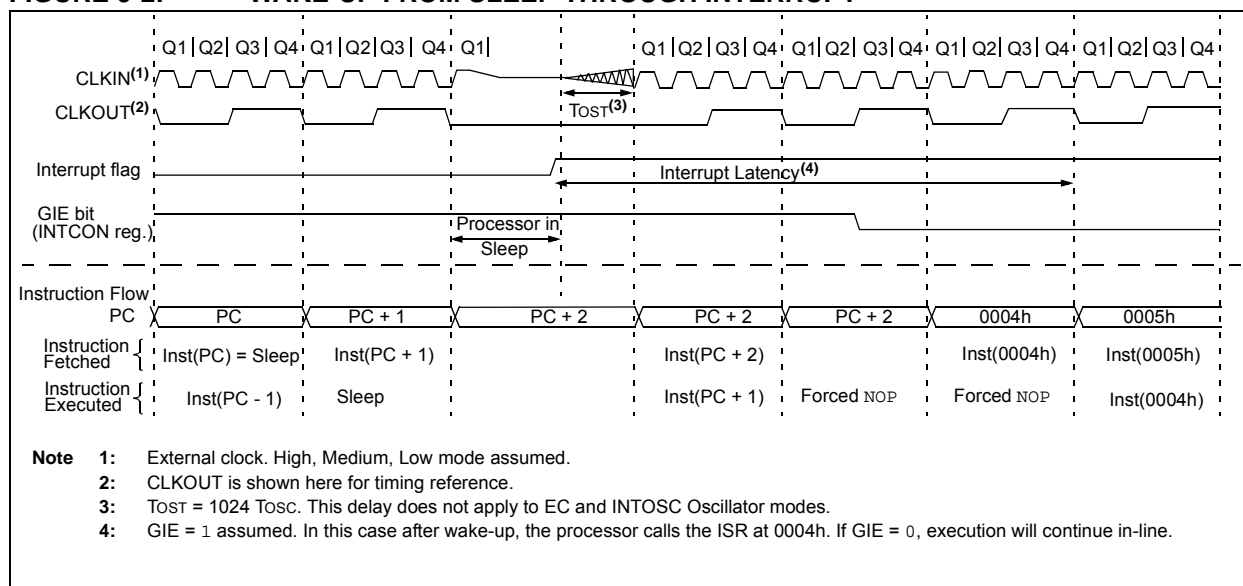 Q1 Q2 Q3 Q4 Q1 Q2 Q3 Q4 Q1 Q1 Q2 Q3 Q4 Q1 Q2 Q3 Q4 Q1 Q2 Q3 Q4 Q1 Q2 Q3 Q4
CLKIN(1)
CLKOUT(2)
TOST(3)
Interrupt flag
Interrupt Latency(4)
GIE bit
(INTCON reg.)
Processor in
Sleep
Instruction Flow
PC PC PC + 1 PC + 2 PC + 2 PC + 2 0004h 0005h
Instruction
Fetched
Inst(PC) = Sleep Inst(PC + 1) Inst(PC + 2) Inst(0004h) Inst(0005h)
Instruction
Executed
Inst(PC - 1) Sleep Inst(PC + 1) Forced NOP Forced NOP Inst(0004h)
Note 1: External clock. High, Medium, Low mode assumed.
2: CLKOUT is shown here for timing reference.
3: TOST = 1024 TOSC. This delay does not apply to EC and INTOSC Oscillator modes.
4: GIE = 1 assumed. In this case after wake-up, the processor calls the ISR at 0004h. If GIE = 0, execution will continue in-line.